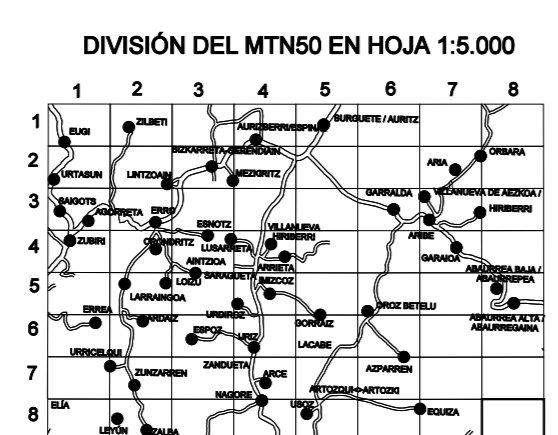 DIVISIÓN DEL MTN50 EN HOJA 1:5.000
1 2 3 4 5 6 7 8
1
ZILBETI
BURGUETE / AURITZ
AURIZBERRI/ESPINAL
EUGI
2
BIZKARRETA-GERENDIAIN
ORBARA
ARIA
URTASUN
LINTZOAIN
MEZKIRITZ
3
GARRALDA
VILLANUEVA DE AEZKOA /
HIRIBERRI
SAIGOTS
AGORRETA
ERRO
ESNOTZ
VILLANUEVA
HIRIBERRI
ARIBE
4
ZUBIRI
ORONDRITZ
LUSARRETA
GARAIOA
AINTZIOA
ARRIETA
ABAURREA BAJA /
ABAURREPEA
5
LOIZU
SARAGUETA
IMIZCOZ
LARRAINGOA
URDIROZ
OROZ BETELU
ERREA
ABAURREA ALTA /
ABAURREGAINA
6
ARDAIZ
ESPOZ
URIZ
GORRAIZ
LACABE
URRICELQUI
ZANDUETA
AZPARREN
7
ZUNZARREN
ARCE
ARTOZQUI<>ARTOZKI
NAGORE
8
ELÍA
USOZ
EQUIZA
LEYÚN
IZALBA